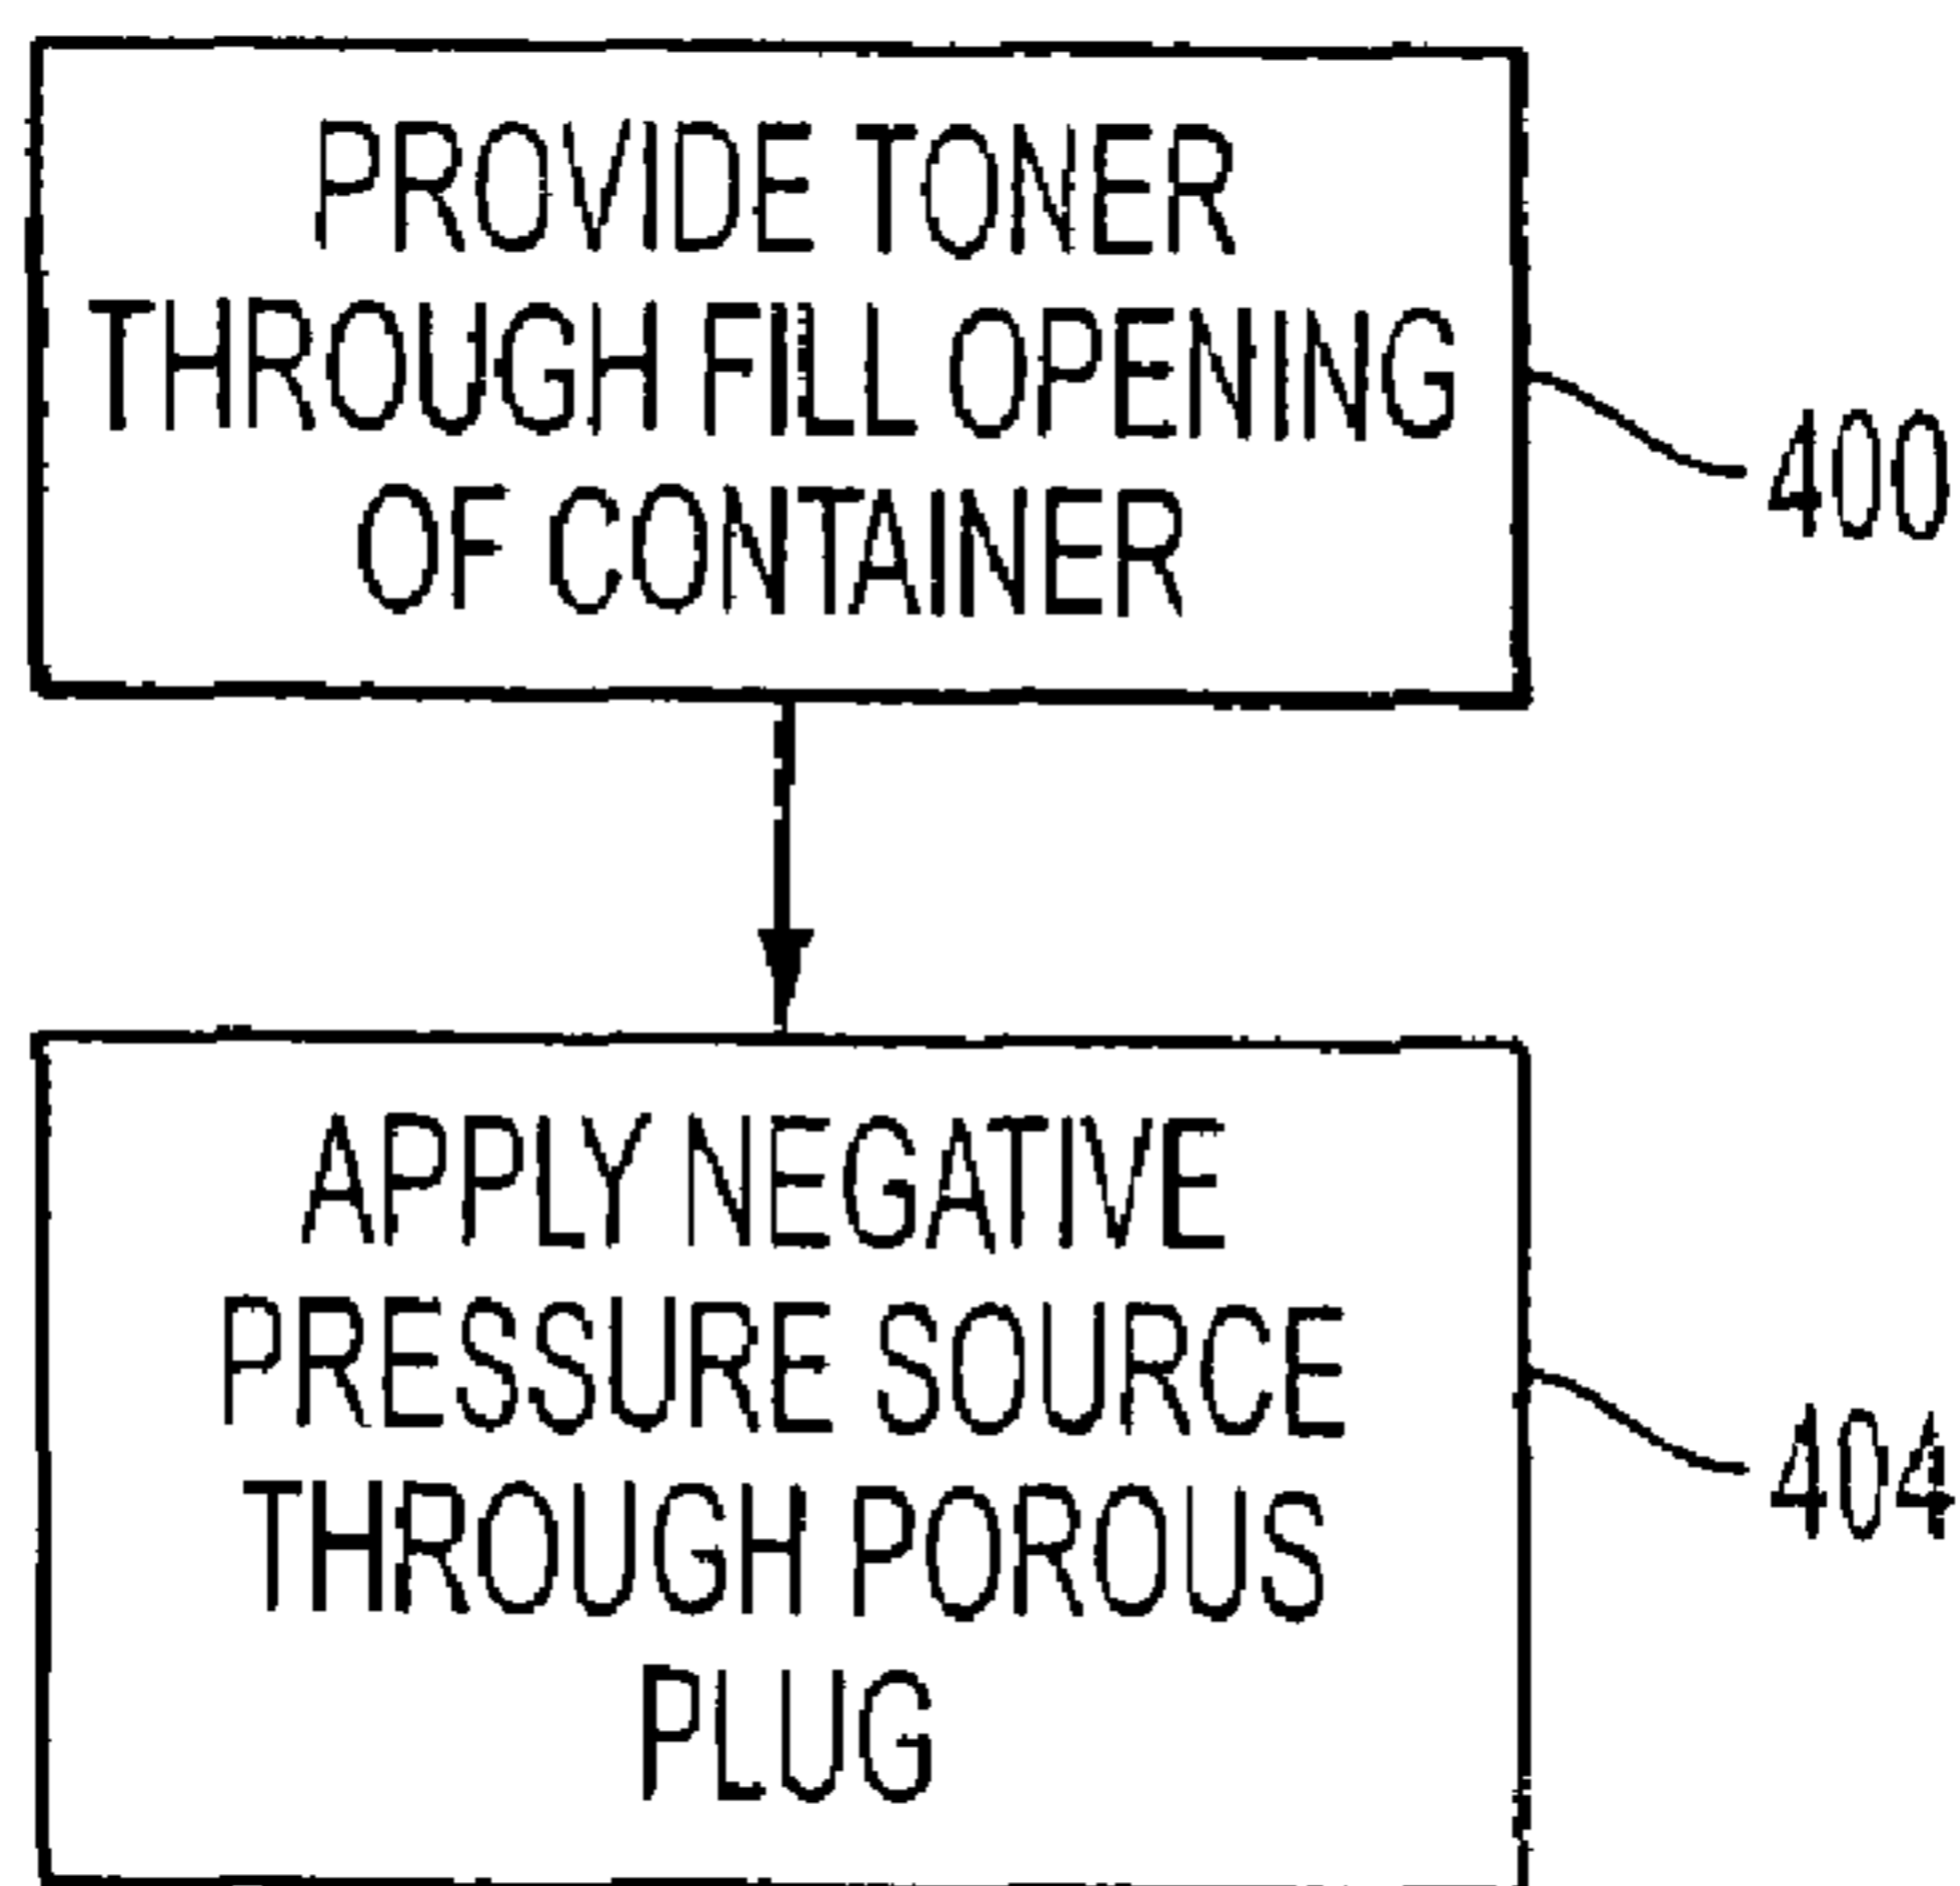 PROVIDE TONER
THROUGH FILL OPENING
OF CONTAINER
400
APPLY NEGATIVE
PRESSURE SOURCE
THROUGH POROUS
PLUG
404